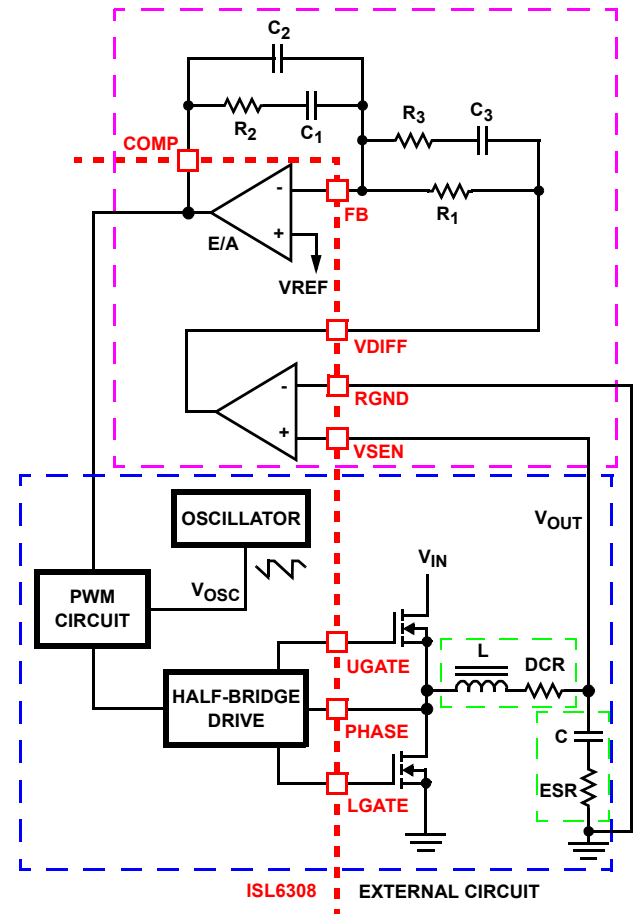 C2
R2
C1
R3
C3
COMP
-
+
E/A
FB
R1
VREF
VDIFF
-
+
RGND
VSEN
OSCILLATOR
VOUT
VIN
PWM
CIRCUIT
VOSC
UGATE
L
DCR
HALF-BRIDGE
DRIVE
PHASE
C
ESR
LGATE
ISL6308
EXTERNAL CIRCUIT